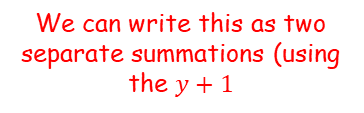 We can write this as two
separate summations (using
the y + 1